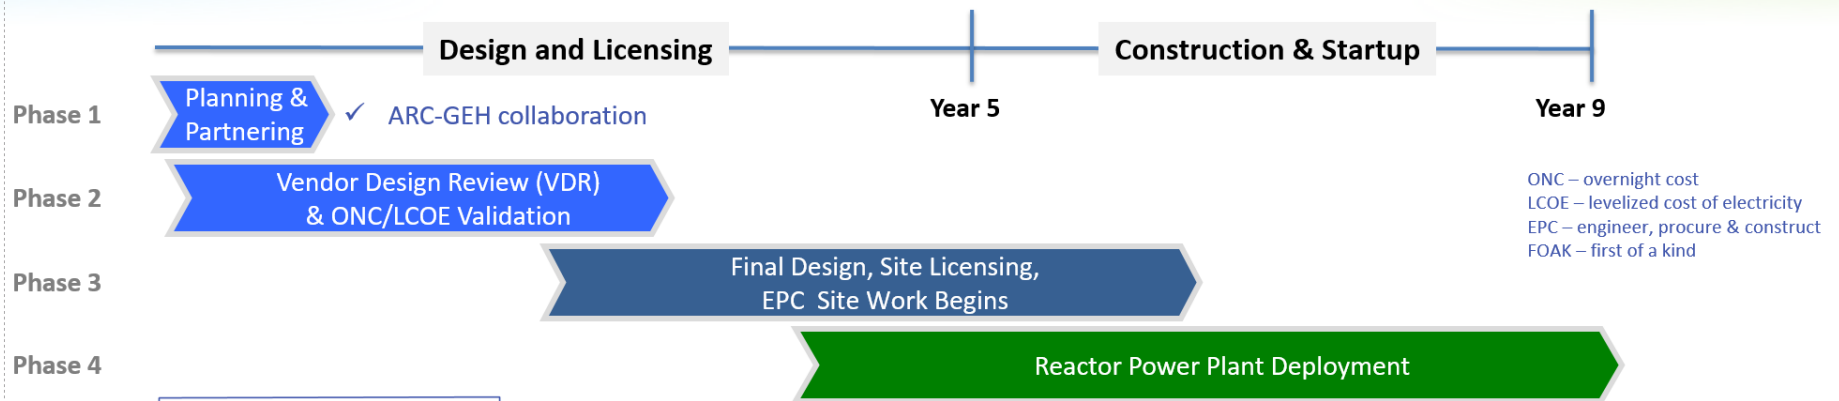 Design and Licensing
Construction & Startup
Year 5
Year 9
Phase 1
Planning &
Partnering
✓ ARC-GEH collaboration
Phase 2
Vendor Design Review (VDR)
& ONC/LCOE Validation
ONC – overnight cost
LCOE – levelized cost of electricity
EPC – engineer, procure & construct
FOAK – first of a kind
Phase 3
Final Design, Site Licensing,
EPC  Site Work Begins
Phase 4
Reactor Power Plant Deployment